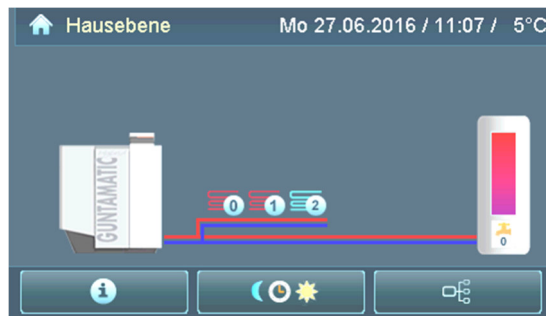 Hausebene
Mo 27.06.2016 / 11:07 / 5°C
GUNTAMATIC
0 1 2
0
i